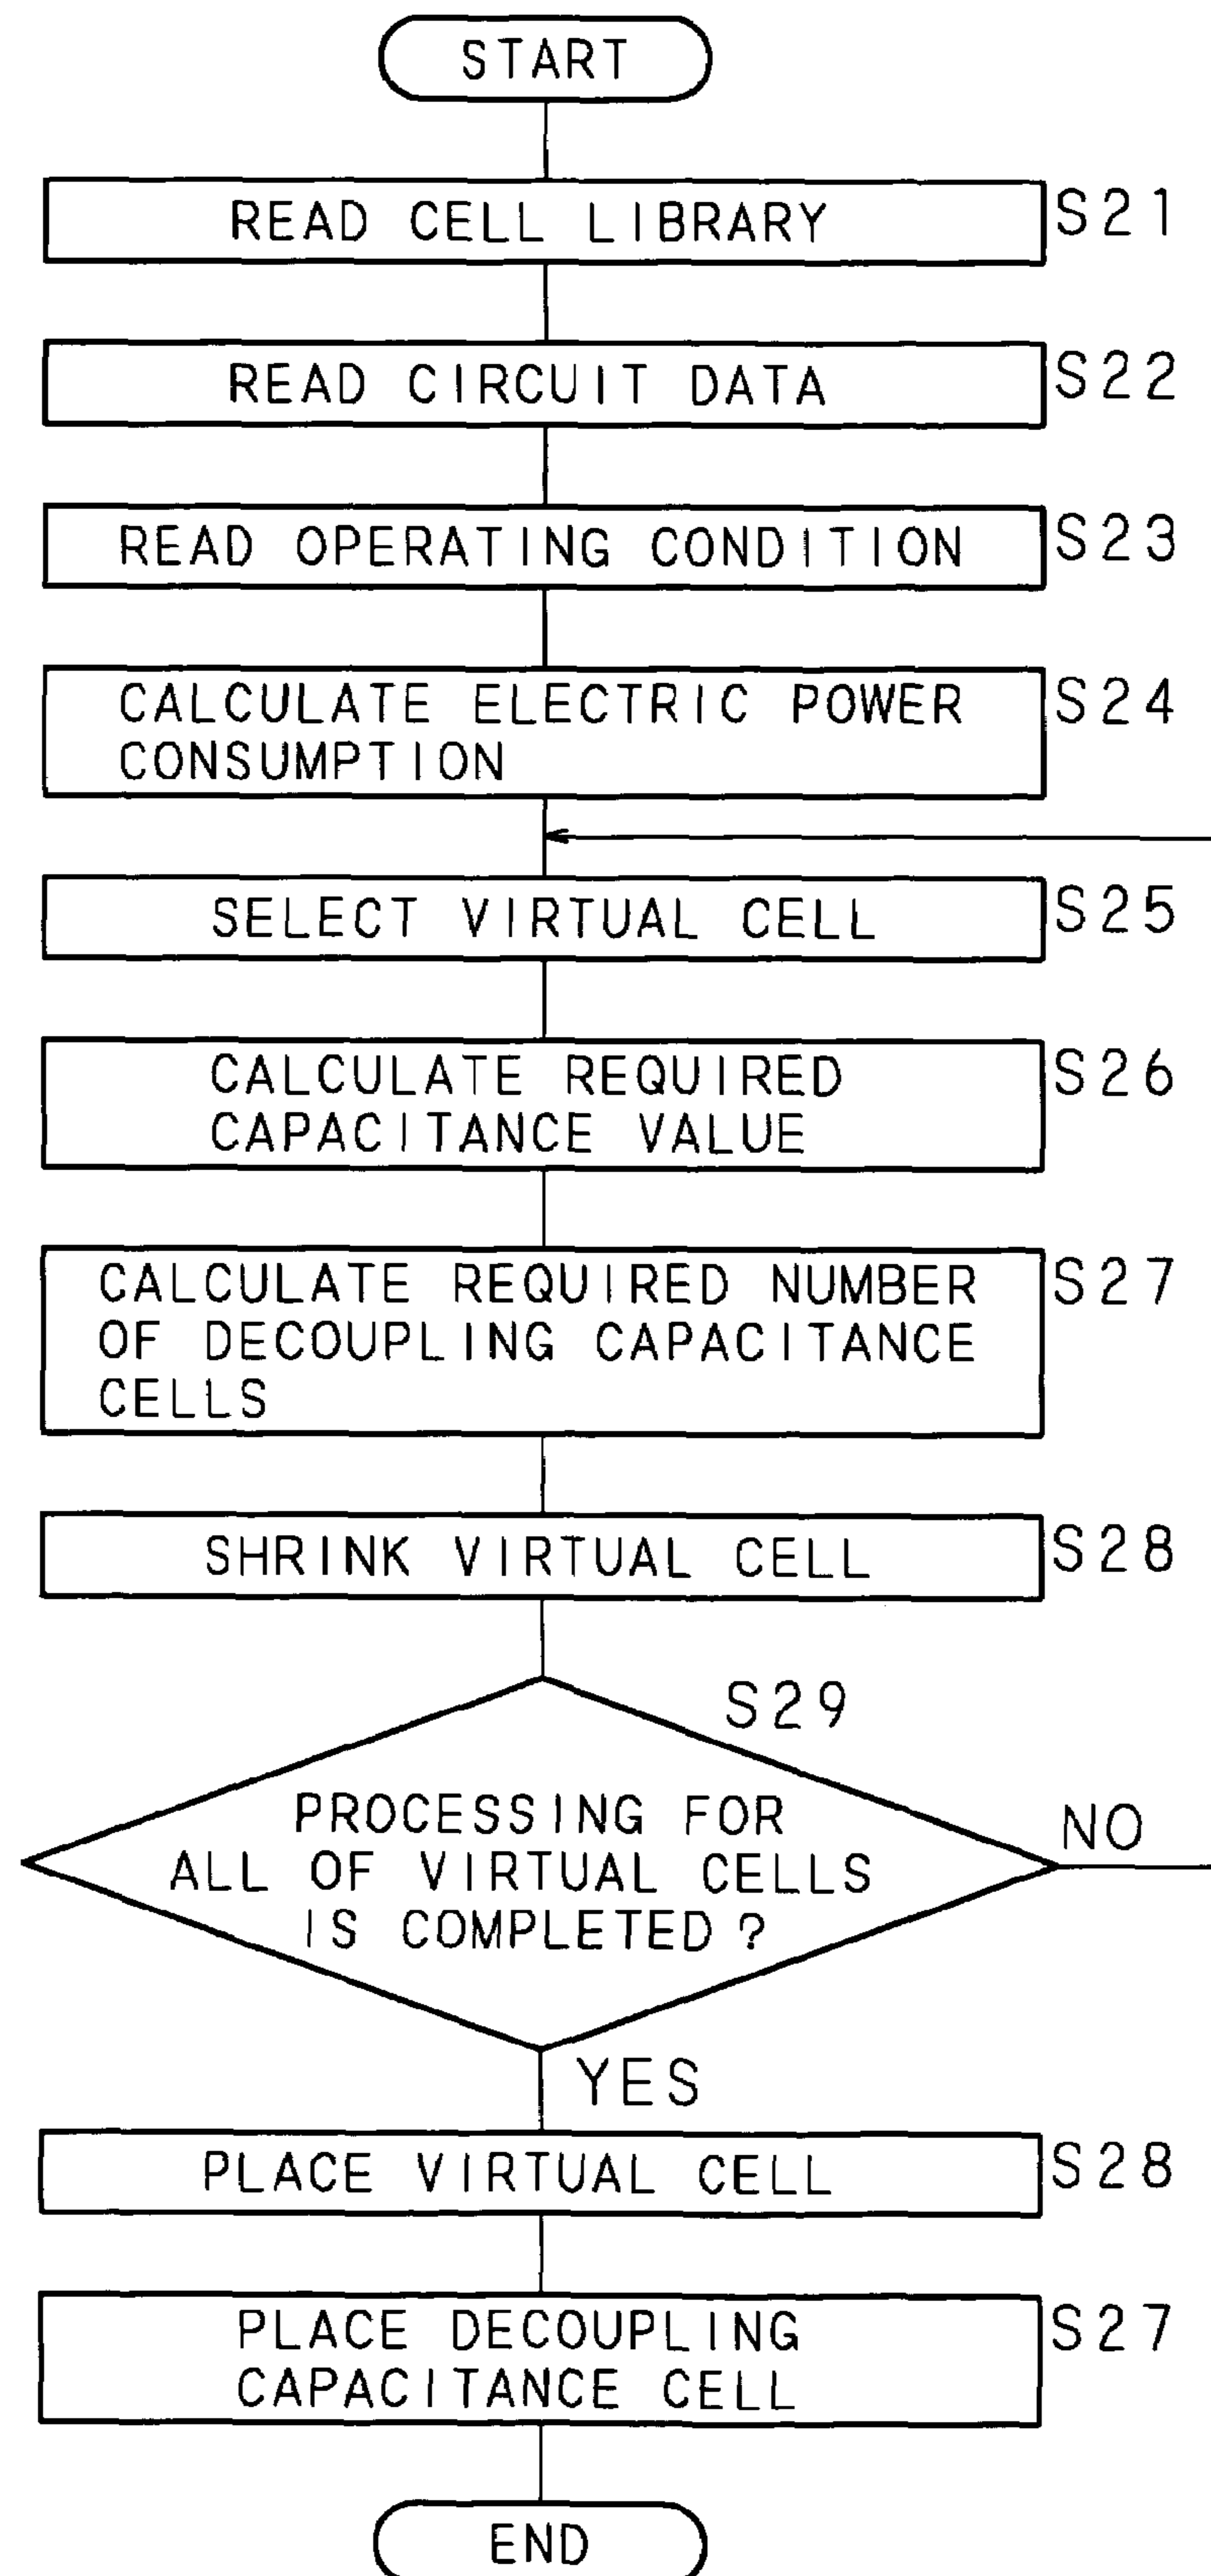 START
READ CELL LIBRARY S21
READ CIRCUIT DATA S22
READ OPERATING CONDITION S23
CALCULATE ELECTRIC POWER S24
CONSUMPTION
SELECT VIRTUAL CELL S25
CALCULATE REQUIRED S26
CAPACITANCE VALUE
CALCULATE REQUIRED NUMBER S27
OF DECOUPLING CAPACITANCE
CELLS
SHRINK VIRTUAL CELL S28
S29
PROCESSING FOR
ALL OF VIRTUAL CELLS
IS COMPLETED?
NO
YES
PLACE VIRTUAL CELL S28
PLACE DECOUPLING S27
CAPACITANCE CELL
END